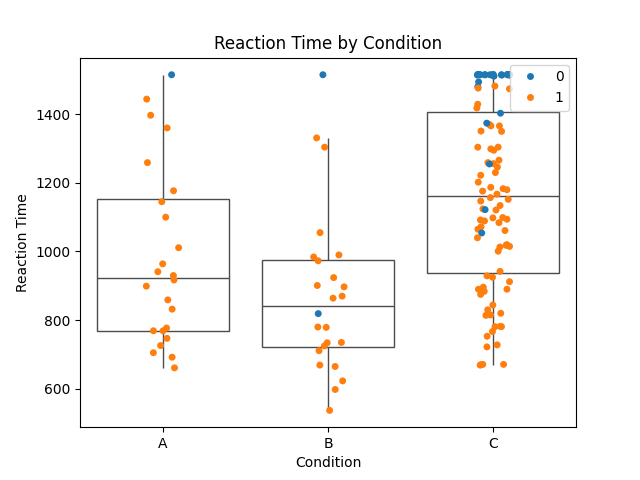 Reaction Time by Condition
0
1
1400
1200
1000
800
600
Reaction Time
A
B
C
Condition